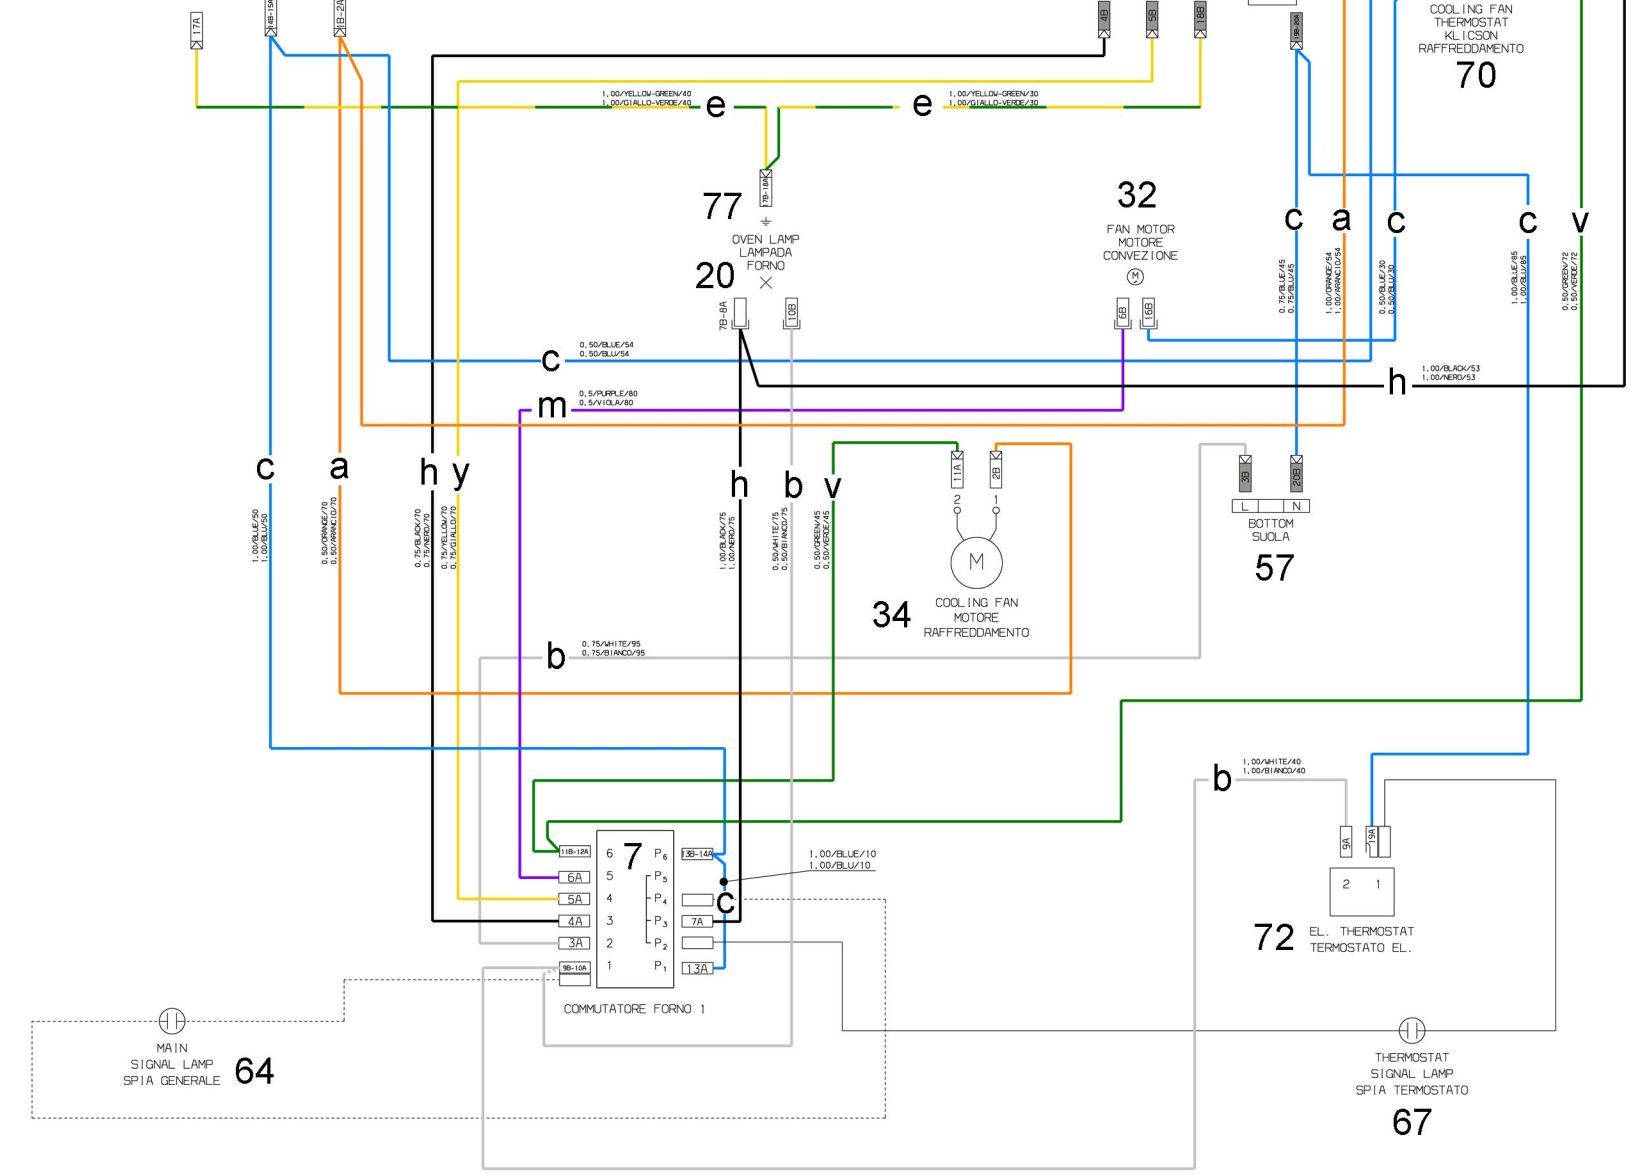 17A
14B-15A
1B-2A
4B
5B
18B
19B-20A
COOLING FAN
THERMOSTAT
KLICSON
RAFFREDDAMENTO
70
1,00/YELLOW-GREEN/40
1,00/GIALLO-VERDE/40
e
e
1,00/YELLOW-GREEN/30
1,00/GIALLO-VERDE/30
17B-18A
77
OVEN LAMP
LAMPADA
FORNO
20
7B-8A
10B
32
FAN MOTOR
MOTORE
CONVEZIONE
M
6B
16B
c
a
c
c
v
0,75/BLUE/45
0,75/BLU/45
1,00/ORANGE/54
1,00/ARANCIO/54
0,50/BLUE/30
0,50/BLU/30
1,00/BLUE/85
1,00/BLU/85
0,50/GREEN/72
0,50/VERDE/72
c
0,50/BLUE/54
0,50/BLU/54
h
1,00/BLACK/53
1,00/NERO/53
m
0,5/PURPLE/80
0,5/VIOLA/80
c
a
h
y
h
b
v
1,00/BLUE/50
1,00/BLU/50
0,50/ORANGE/70
0,50/ARANCIO/70
0,75/BLACK/70
0,75/NERO/70
0,75/YELLOW/70
0,75/GIALLO/70
1,00/BLACK/75
1,00/NERO/75
0,50/WHITE/75
0,50/BIANCO/75
0,50/GREEN/45
0,50/VERDE/45
11A
2B
2
1
M
34
COOLING FAN
MOTORE
RAFFREDDAMENTO
3B
20B
L
N
BOTTOM
SUOLA
57
b
0,75/WHITE/95
0,75/BIANCO/95
b
1,00/WHITE/40
1,00/BIANCO/40
9A
19A
2
1
72
EL. THERMOSTAT
TERMOSTATO EL.
11B-12A
6
7
P6
13B-14A
1,00/BLUE/10
1,00/BLU/10
6A
5
P5
5A
4
P4
c
4A
3
P3
7A
3A
2
P2
9B-10A
1
P1
13A
COMMUTATORE FORNO 1
MAIN
SIGNAL LAMP
SPIA GENERALE
64
THERMOSTAT
SIGNAL LAMP
SPIA TERMOSTATO
67